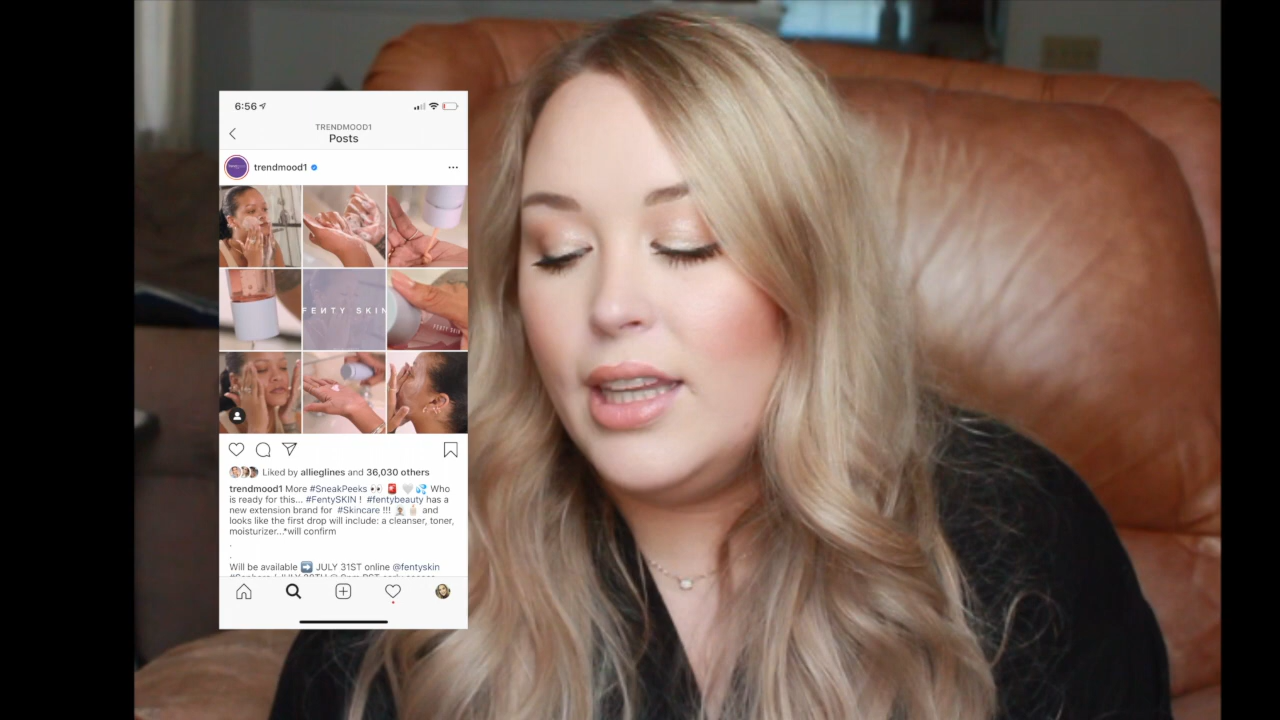 6:56
TRENDMOOD1
Posts
trendmood1
FENTY SKIN
FENTY SKIN
Liked by allieglines and 36,030 others
trendmood1 More #SneakPeeks 👀 🚨 🤍 💦 Who
is ready for this... #FentySKIN ! #fentybeauty has a
new extension brand for #Skincare !!! 🧖🏽‍♀️ 🧴 and
looks like the first drop will include: a cleanser, toner,
moisturizer...*will confirm
.
.
Will be available ➡️ JULY 31ST online @fentyskin